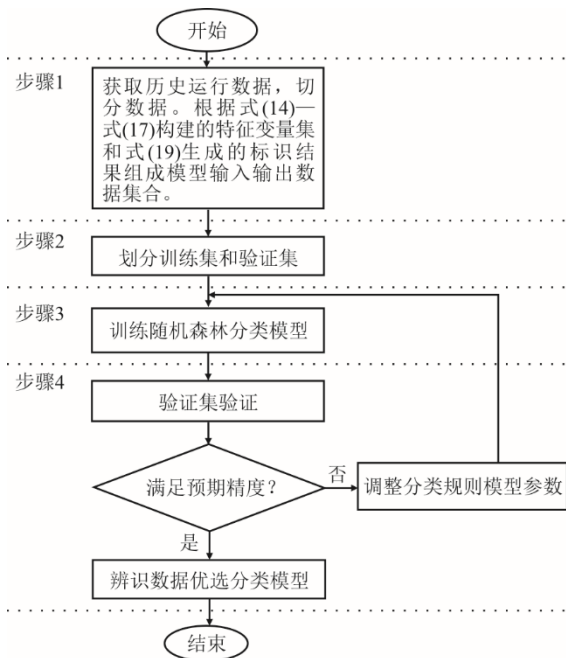 开始
步骤1
获取历史运行数据，切
分数据。根据式(14)—
式(17)构建的特征变量集
和式(19)生成的标识结
果组成模型输入输出数
据集合。
步骤2
划分训练集和验证集
步骤3
训练随机森林分类模型
步骤4
验证集验证
满足预期精度？
否
调整分类规则模型参数
是
辨识数据优选分类模型
结束